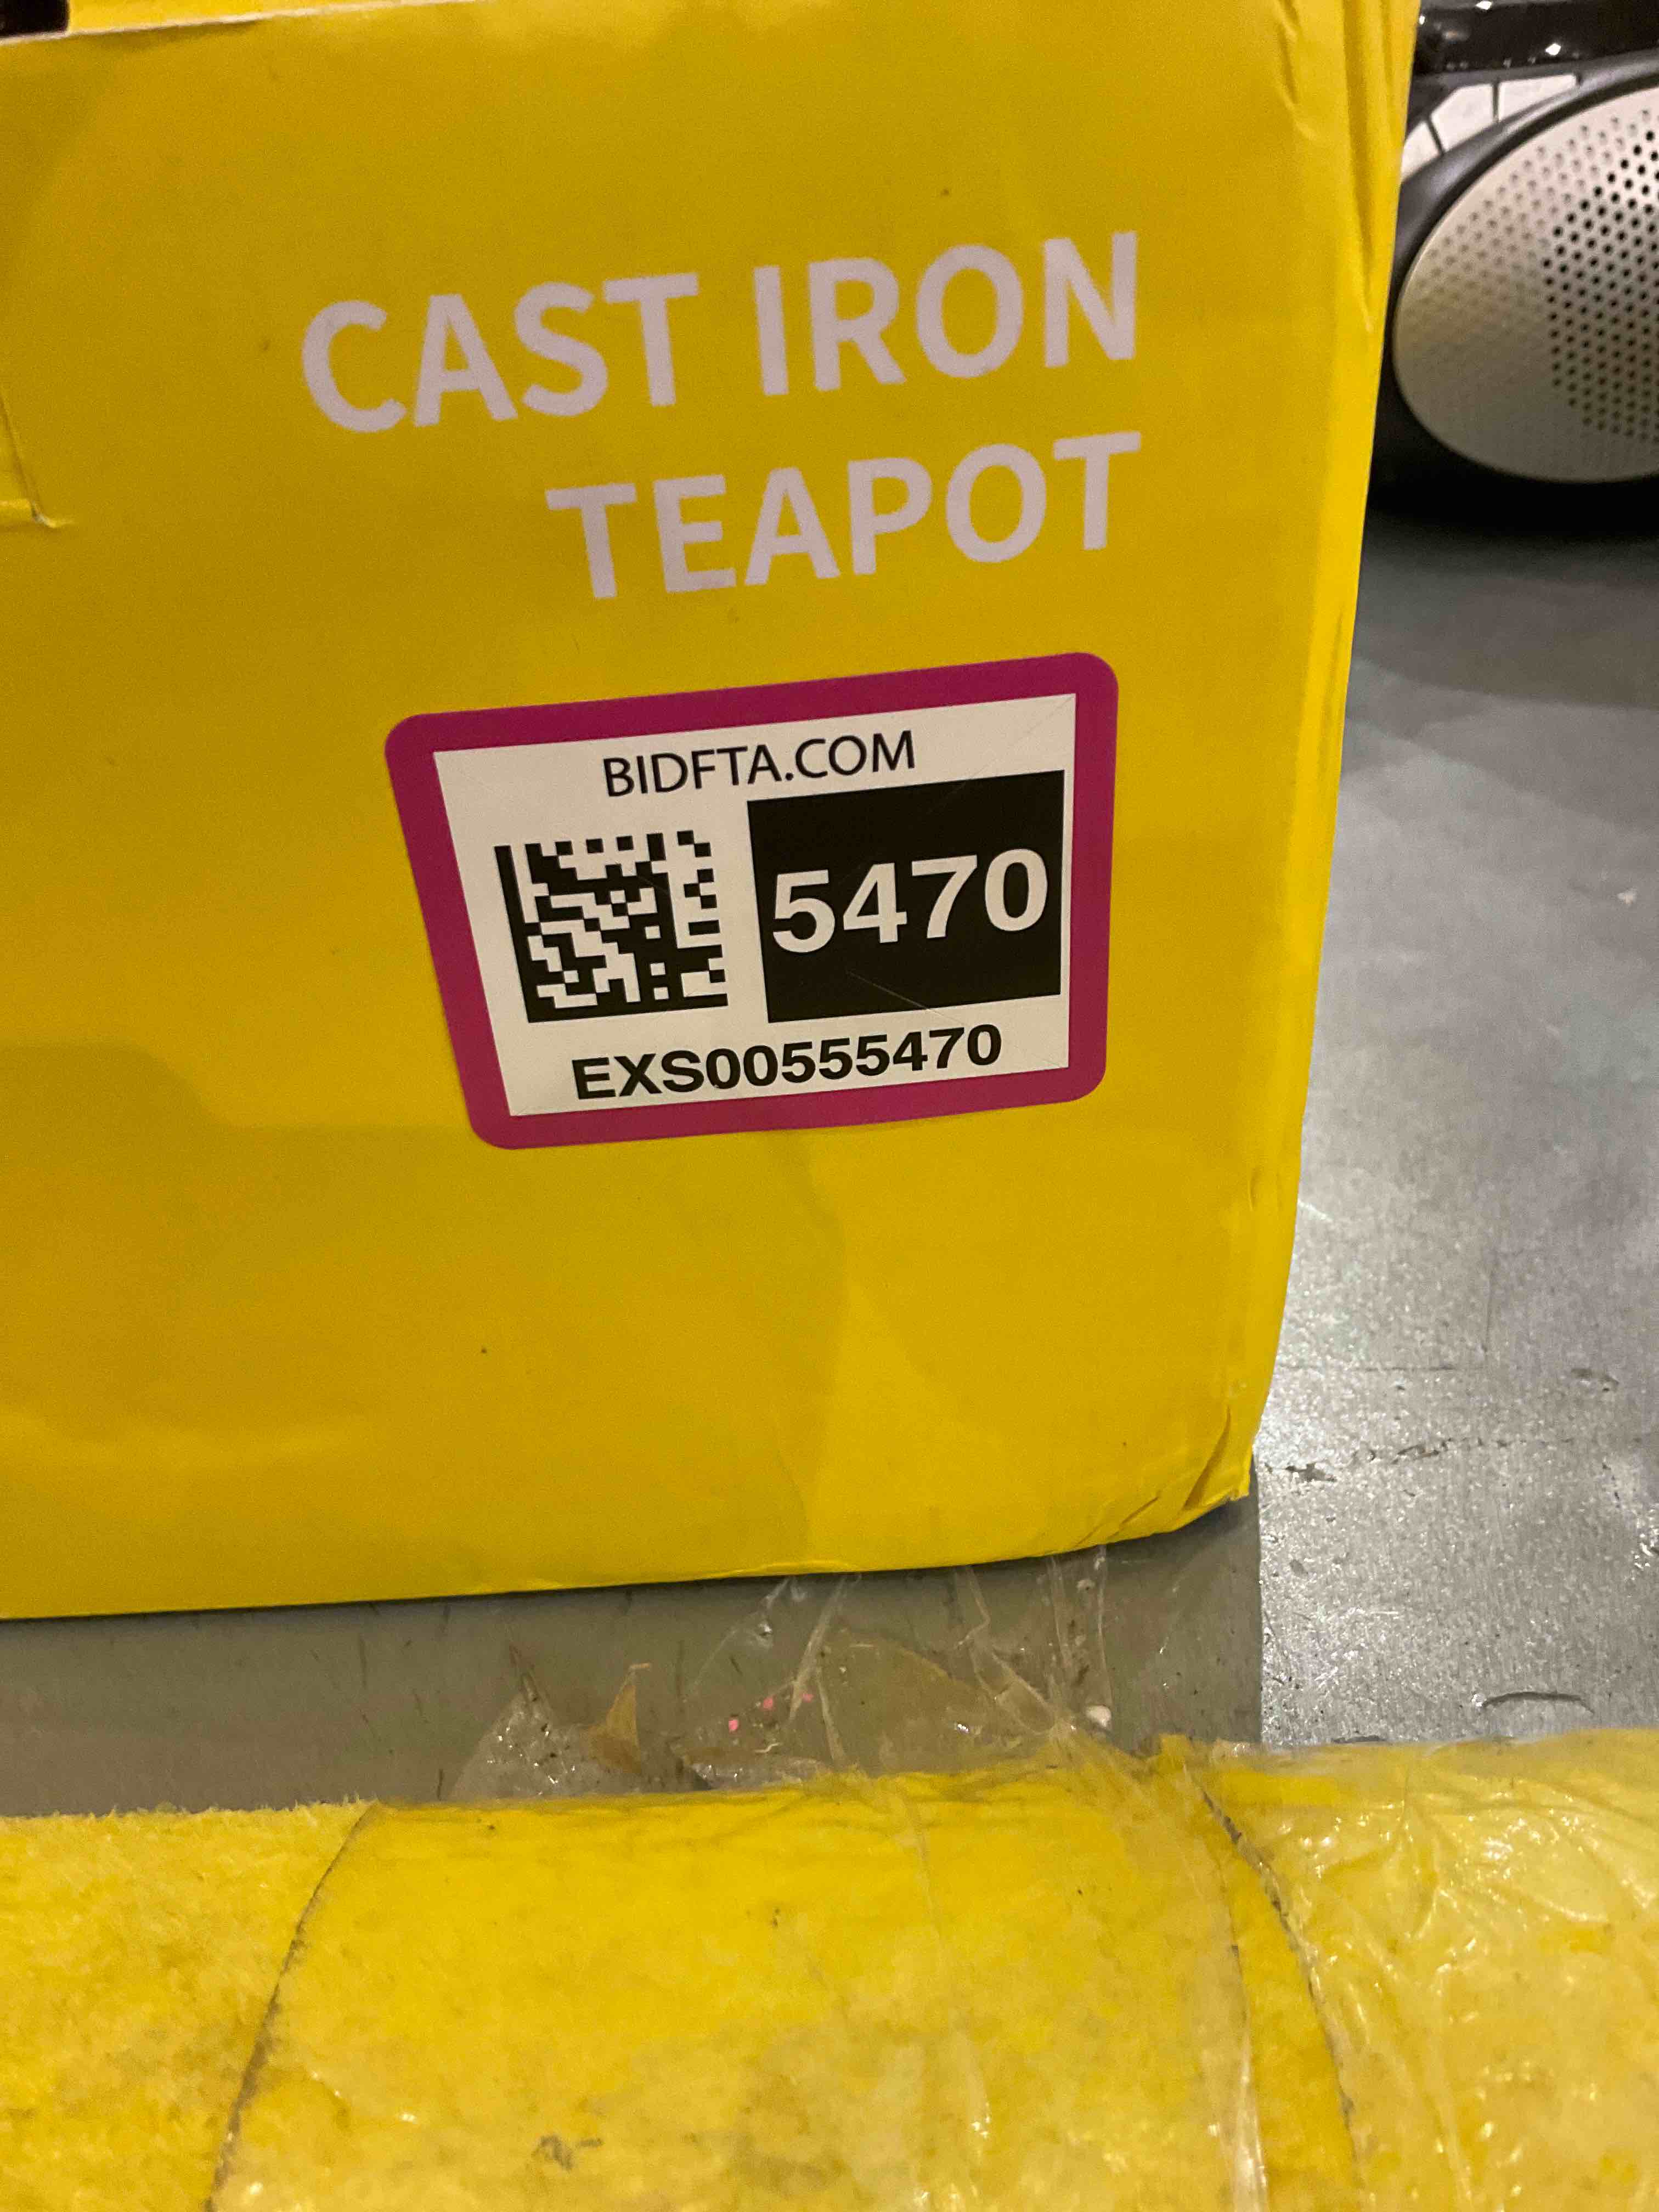 CAST IRON
TEAPOT
BIDFTA.COM
5470
EXS00555470